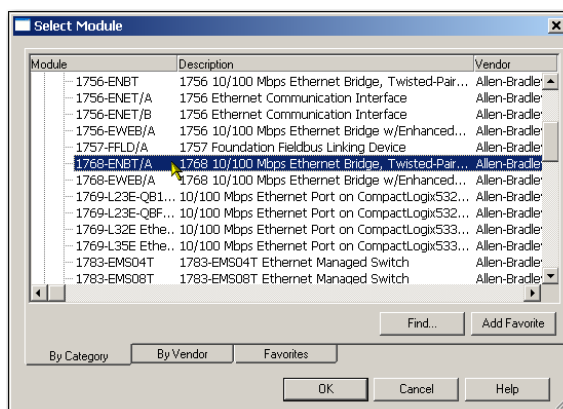 Select Module
Module Description Vendor
1756-ENBT 1756 10/100 Mbps Ethernet Bridge, Twisted-Pair... Allen-Bradley
1756-ENET/A 1756 Ethernet Communication Interface Allen-Bradley
1756-ENET/B 1756 Ethernet Communication Interface Allen-Bradley
1756-EWEB/A 1756 10/100 Mbps Ethernet Bridge w/Enhanced... Allen-Bradley
1757-FFLD/A 1757 Foundation Fieldbus Linking Device Allen-Bradley
1768-ENBT/A 1768 10/100 Mbps Ethernet Bridge, Twisted-Pair... Allen-Bradley
1768-EWEB/A 1768 10/100 Mbps Ethernet Bridge w/Enhanced... Allen-Bradley
1769-L23E-QB1... 10/100 Mbps Ethernet Port on CompactLogix532... Allen-Bradley
1769-L23E-QBF... 10/100 Mbps Ethernet Port on CompactLogix532... Allen-Bradley
1769-L32E Ethe.. 10/100 Mbps Ethernet Port on CompactLogix533... Allen-Bradley
1769-L35E Ethe.. 10/100 Mbps Ethernet Port on CompactLogix533... Allen-Bradley
1783-EMS04T 1783-EMS04T Ethernet Managed Switch Allen-Bradley
1783-EMS08T 1783-EMS08T Ethernet Managed Switch Allen-Bradley
Find... Add Favorite
By Category By Vendor Favorites
OK Cancel Help